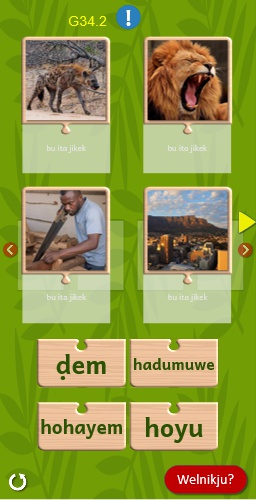 G34.2
bu ita jikek
bu ita jikek
bu ita jikek
bu ita jikek
ḍem
hadumuwe
hohayem
hoyu
Welnikju?